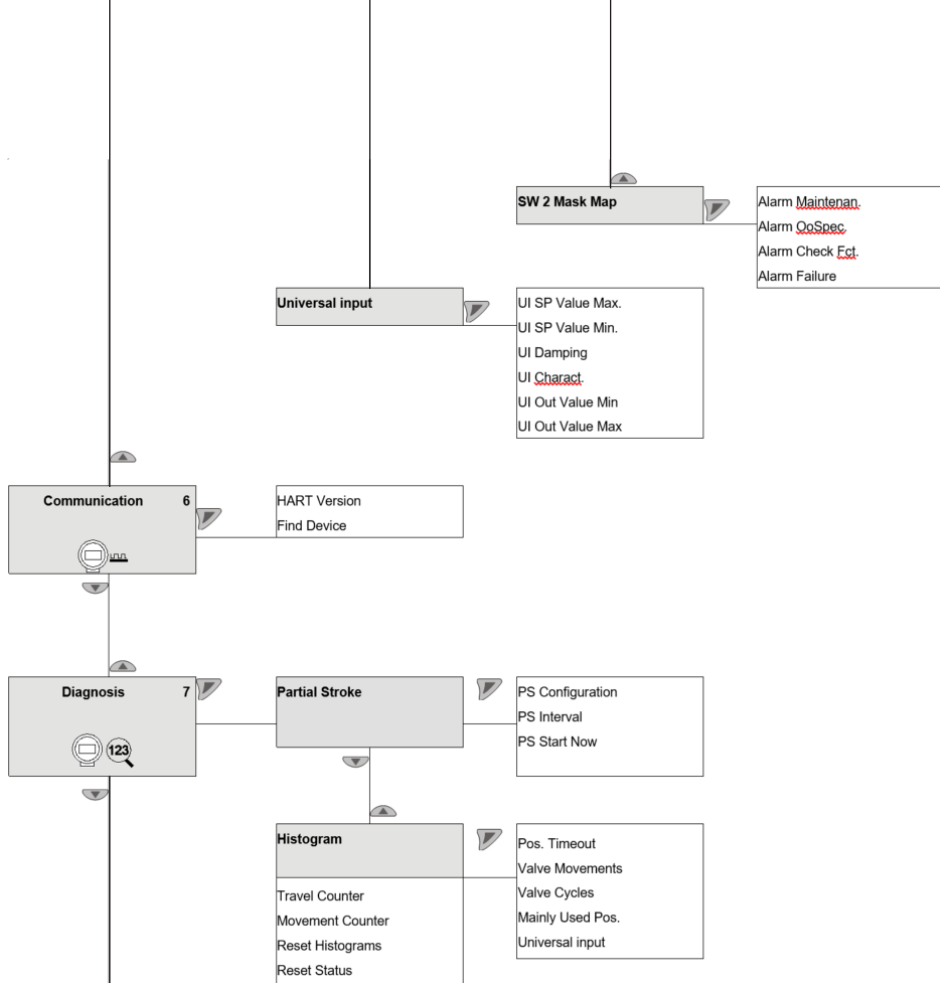 SW 2 Mask Map
Alarm Maintenan.
Alarm OoSpec.
Alarm Check Fct.
Alarm Failure
Universal input
UI SP Value Max.
UI SP Value Min.
UI Damping
UI Charact.
UI Out Value Min
UI Out Value Max
Communication 6
HART Version
Find Device
Diagnosis 7
123
Partial Stroke
PS Configuration
PS Interval
PS Start Now
Histogram
Pos. Timeout
Valve Movements
Valve Cycles
Mainly Used Pos.
Universal input
Travel Counter
Movement Counter
Reset Histograms
Reset Status